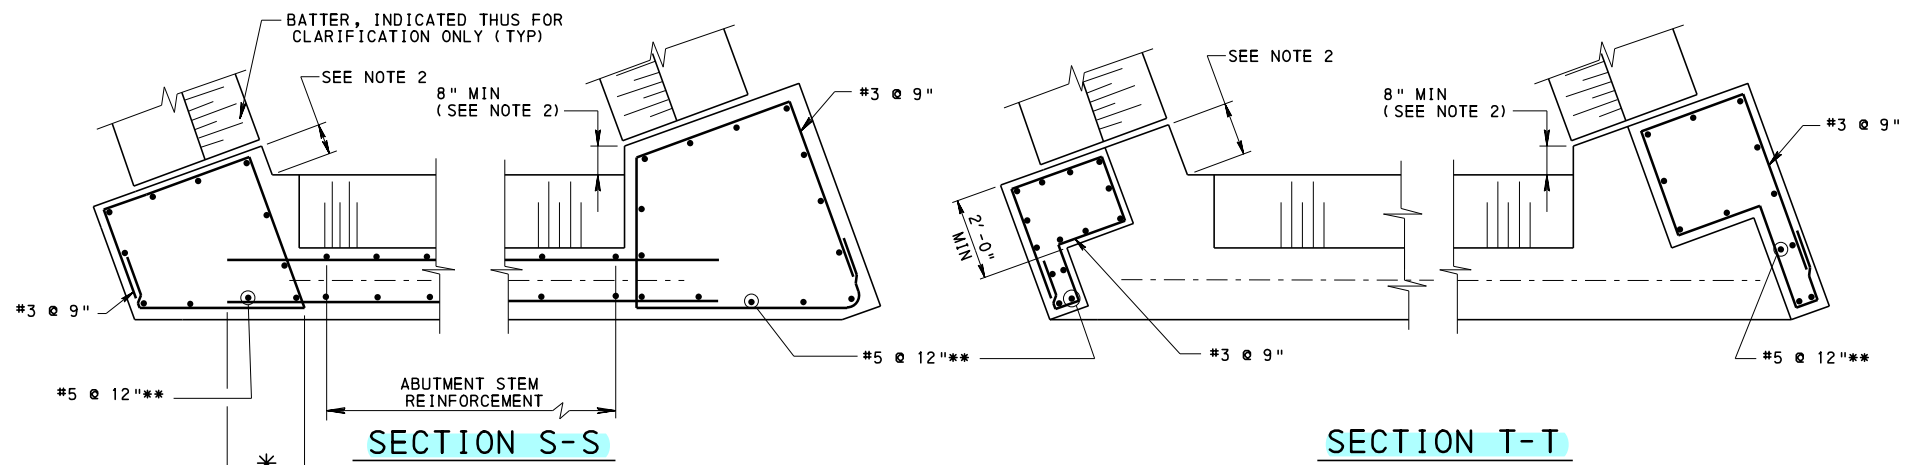 BATTER, INDICATED THUS FOR
CLARIFICATION ONLY (TYP)
SEE NOTE 2
8" MIN
(SEE NOTE 2)
#3 @ 9"
SEE NOTE 2
8" MIN
(SEE NOTE 2)
#3 @ 9"
2'-0"
MIN
#3 @ 9"
#5 @ 12"**
#3 @ 9"
#5 @ 12"**
#5 @ 12"**
ABUTMENT STEM
REINFORCEMENT
SECTION S-S
SECTION T-T
*